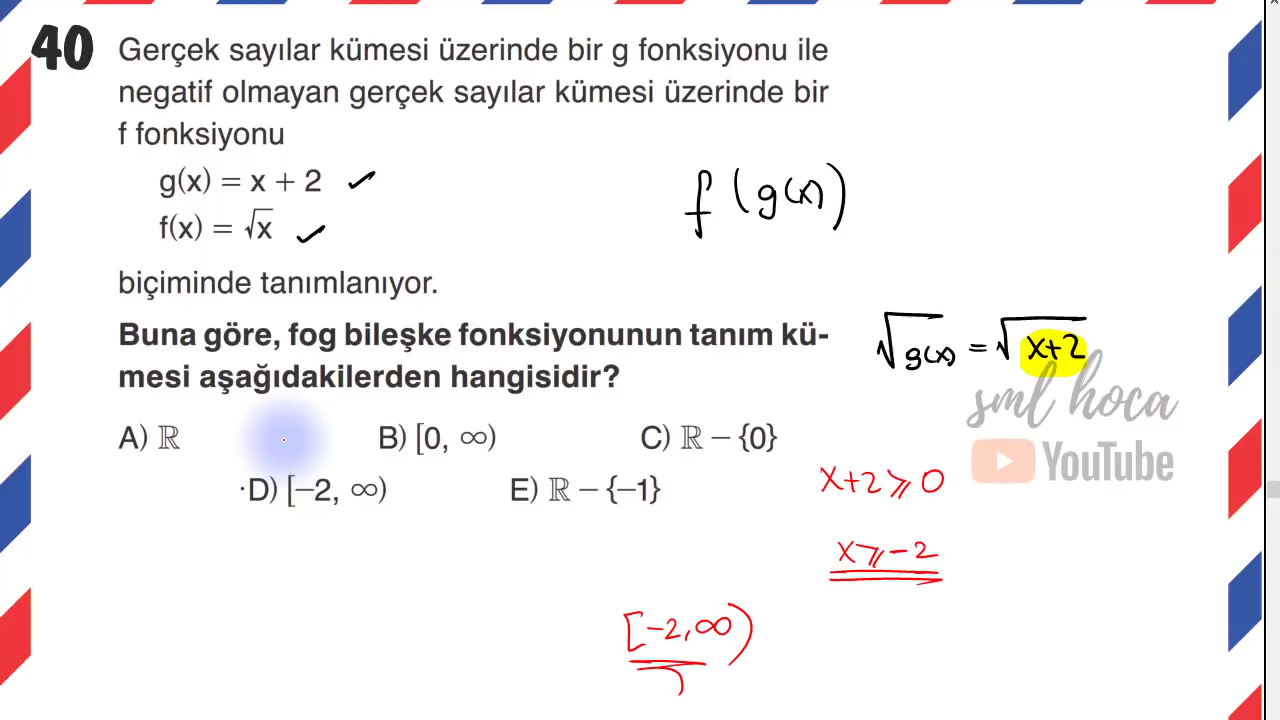 40
Gerçek sayılar kümesi üzerinde bir g fonksiyonu ile
negatif olmayan gerçek sayılar kümesi üzerinde bir
f fonksiyonu
g(x) = x + 2
f(x) = √x
f(g(x))
biçiminde tanımlanıyor.
Buna göre, fog bileşke fonksiyonunun tanım kü-
mesi aşağıdakilerden hangisidir?
√g(x) = √x+2
sml hoca
YouTube
A) ℝ B) [0, ∞) C) ℝ – {0}
D) [–2, ∞) E) ℝ – {–1}
x+2⩾0
x⩾-2
[-2,∞)